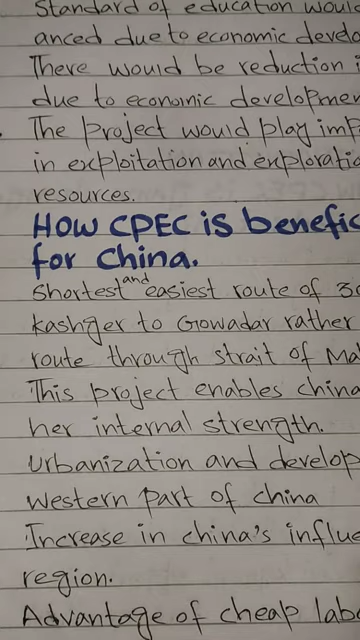 Standard of education would
anced due to economic develo
There would be reduction i
due to economic developmen
The project would play imp
in exploitation and exploratio
resources.
How CPEC is benefic
for China.
Shortest and easiest route of 30
Kashger to Gowadar rather
route through strait of Ma
This project enables china
her internal strength.
Urbanization and develop
western part of china
Increase in china's influe
region.
Advantage of cheap labo